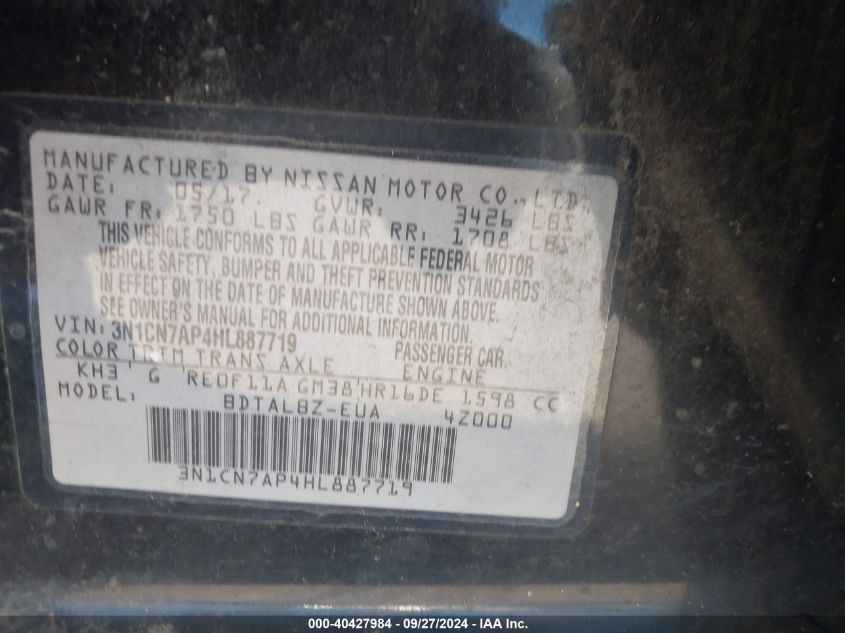 MANUFACTURED BY NISSAN MOTOR CO., LTD.
DATE: 05/17. GVWR: 3426 LBS
GAWR FR: 1750 LBS GAWR RR: 1708 LBS
THIS VEHICLE CONFORMS TO ALL APPLICABLE FEDERAL MOTOR
VEHICLE SAFETY, BUMPER AND THEFT PREVENTION STANDARDS
IN EFFECT ON THE DATE OF MANUFACTURE SHOWN ABOVE.
SEE OWNER'S MANUAL FOR ADDITIONAL INFORMATION.
VIN: 3N1CN7AP4HL887719 PASSENGER CAR.
COLOR TRIM TRANS AXLE ENGINE
KH3 G RE0F11A GM38 HR16DE 1598 CC
MODEL: BDTALBZ-EUA 4Z000
3N1CN7AP4HL887719
000-40427984 - 09/27/2024 - IAA Inc.